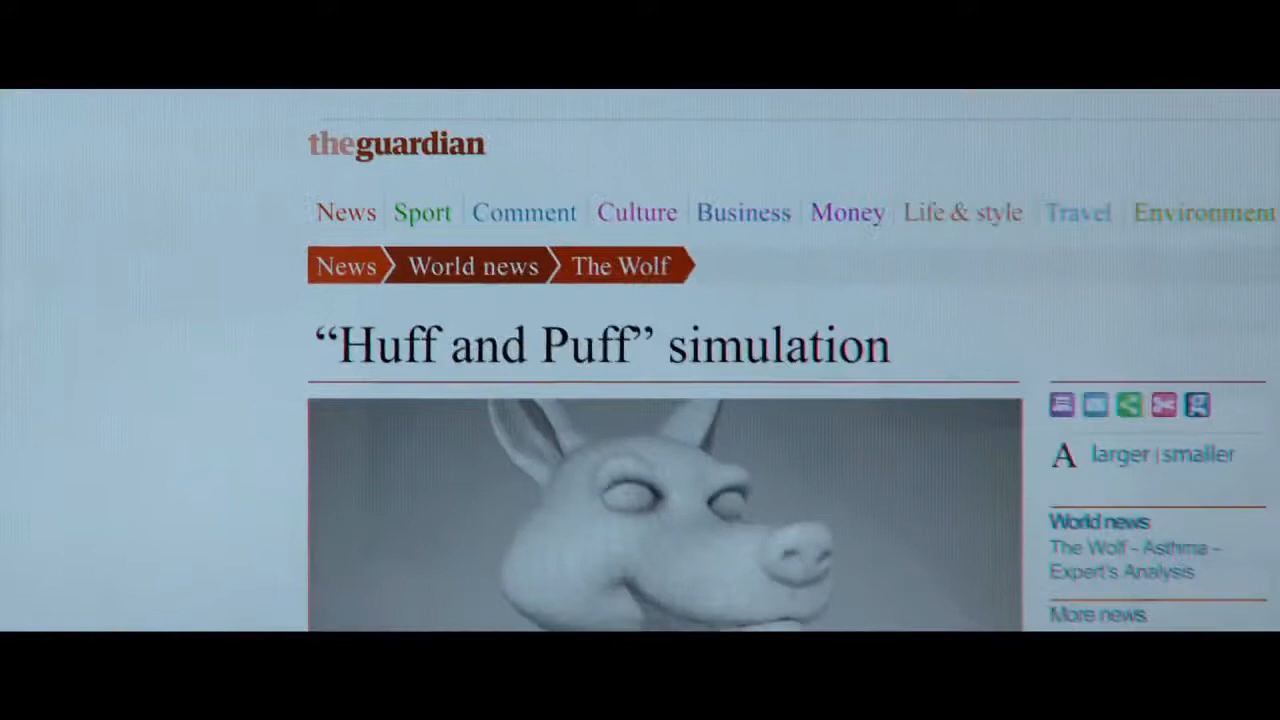 theguardian
News Sport Comment Culture Business Money Life & style Travel Environment
News World news The Wolf
“Huff and Puff” simulation
A larger | smaller
World news
The Wolf - Asthma -
Expert's Analysis
More news